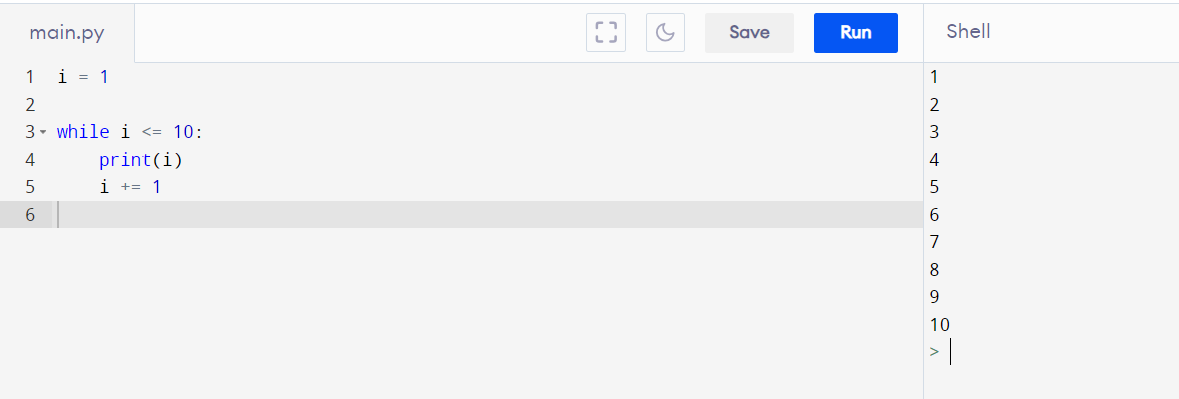 main.py
Save
Run
Shell
1 i = 1
2
3 while i <= 10:
4     print(i)
5     i += 1
6
1
2
3
4
5
6
7
8
9
10
>